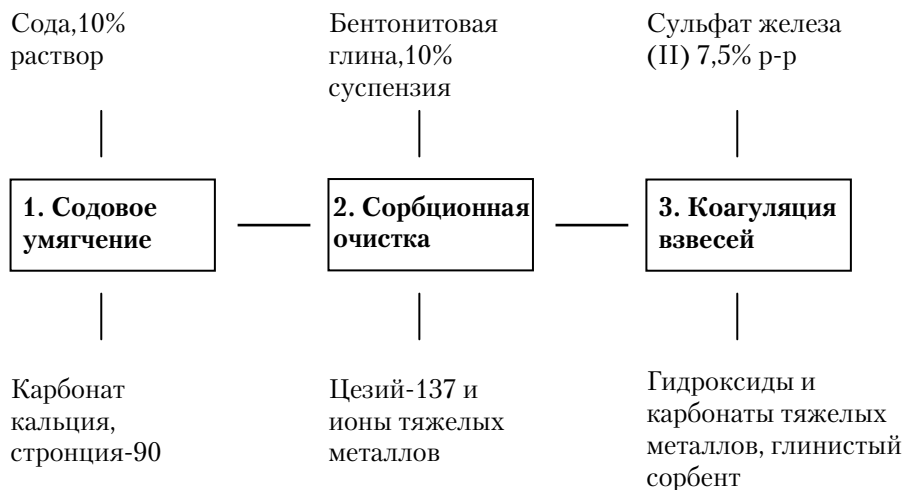 Сода,10%
раствор
Бентонитовая
глина,10%
суспензия
Сульфат железа
(II) 7,5% р-р
1. Содовое
умягчение
2. Сорбционная
очистка
3. Коагуляция
взвесей
Карбонат
кальция,
стронция-90
Цезий-137 и
ионы тяжелых
металлов
Гидроксиды и
карбонаты тяжелых
металлов, глинистый
сорбент